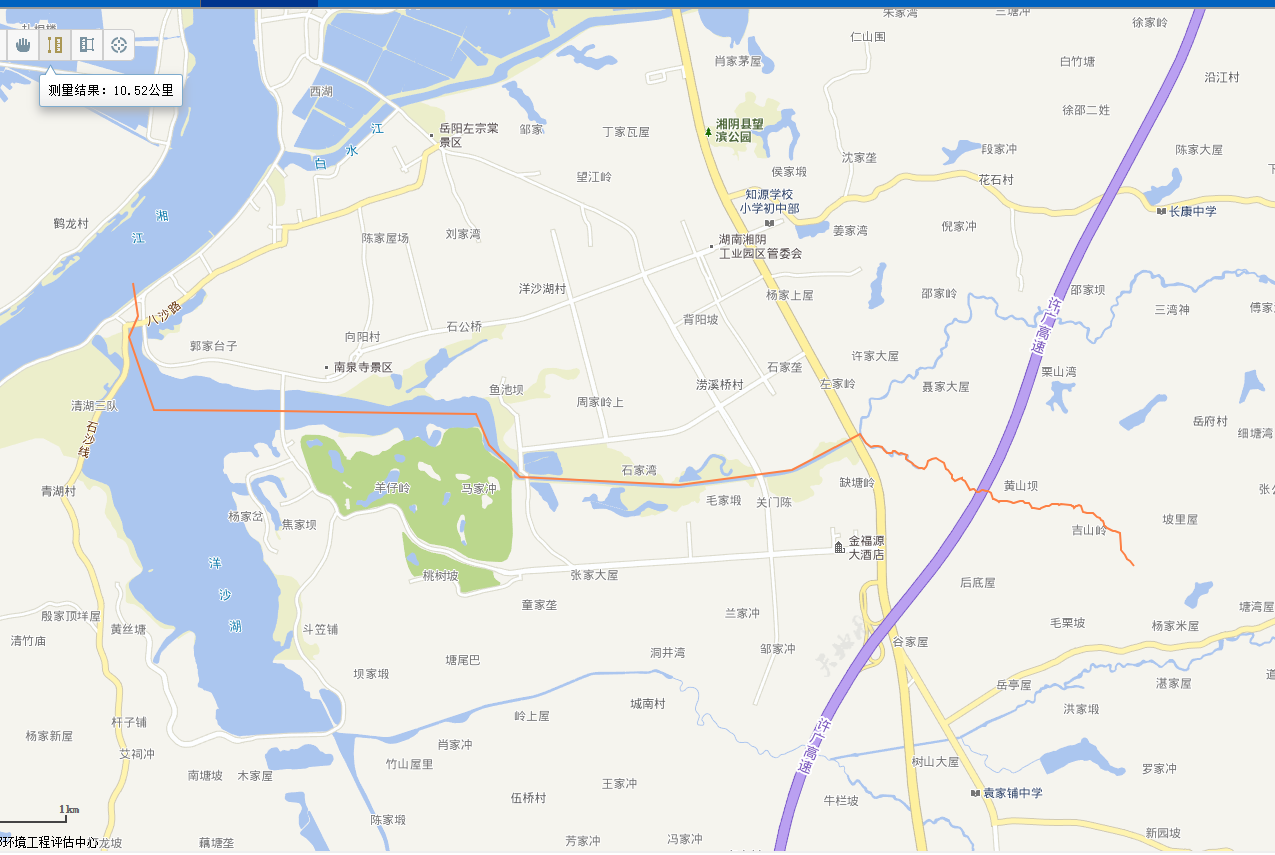 朱家湾
三塘冲
徐家岭
仁山围
肖家茅屋
白竹塘
沿江村
测量结果: 10.52公里
西湖
徐邵二姓
岳阳左宗棠
景区
江
水
白
邹家
丁家瓦屋
湘阴县望
滨公园
沈家垄
段家冲
陈家大屋
侯家塅
望江岭
花石村
知源学校
小学初中部
长康中学
鹤龙村
湘
江
陈家屋场
刘家湾
姜家湾
倪家冲
湖南湘阴
工业园区管委会
洋沙湖村
杨家上屋
邵家岭
邵家坝
三湾神
傅家
八沙路
背阳坡
许广高速
郭家台子
向阳村
石公桥
南泉寺景区
石家垄
许家大屋
涝溪桥村
左家岭
聂家大屋
栗山湾
鱼池坝
周家岭上
清湖三队
石沙线
岳府村
细塘湾
石家湾
羊仔岭
马家冲
缺塘岭
黄山坝
张公
青湖村
毛家塅
关门陈
杨家岔
焦家坝
吉山岭
坡里屋
金福源
大酒店
洋
沙
湖
桃树坡
张家大屋
后底屋
童家垄
兰家冲
殷家顶垟屋
黄丝塘
斗笠铺
清竹庙
毛栗坡
杨家米屋
塘湾屋
邹家冲
谷家屋
洞井湾
塘尾巴
坝家塅
岳亭屋
湛家屋
城南村
洪家塅
岭上屋
杆子铺
杨家新屋
艾祠冲
肖家冲
竹山屋里
许广高速
树山大屋
罗家冲
南塘坡
木家屋
王家冲
伍桥村
牛栏坡
袁家铺中学
1km
陈家塅
环境工程评估中心
龙坡
藕塘垄
芳家冲
冯家冲
新园坡